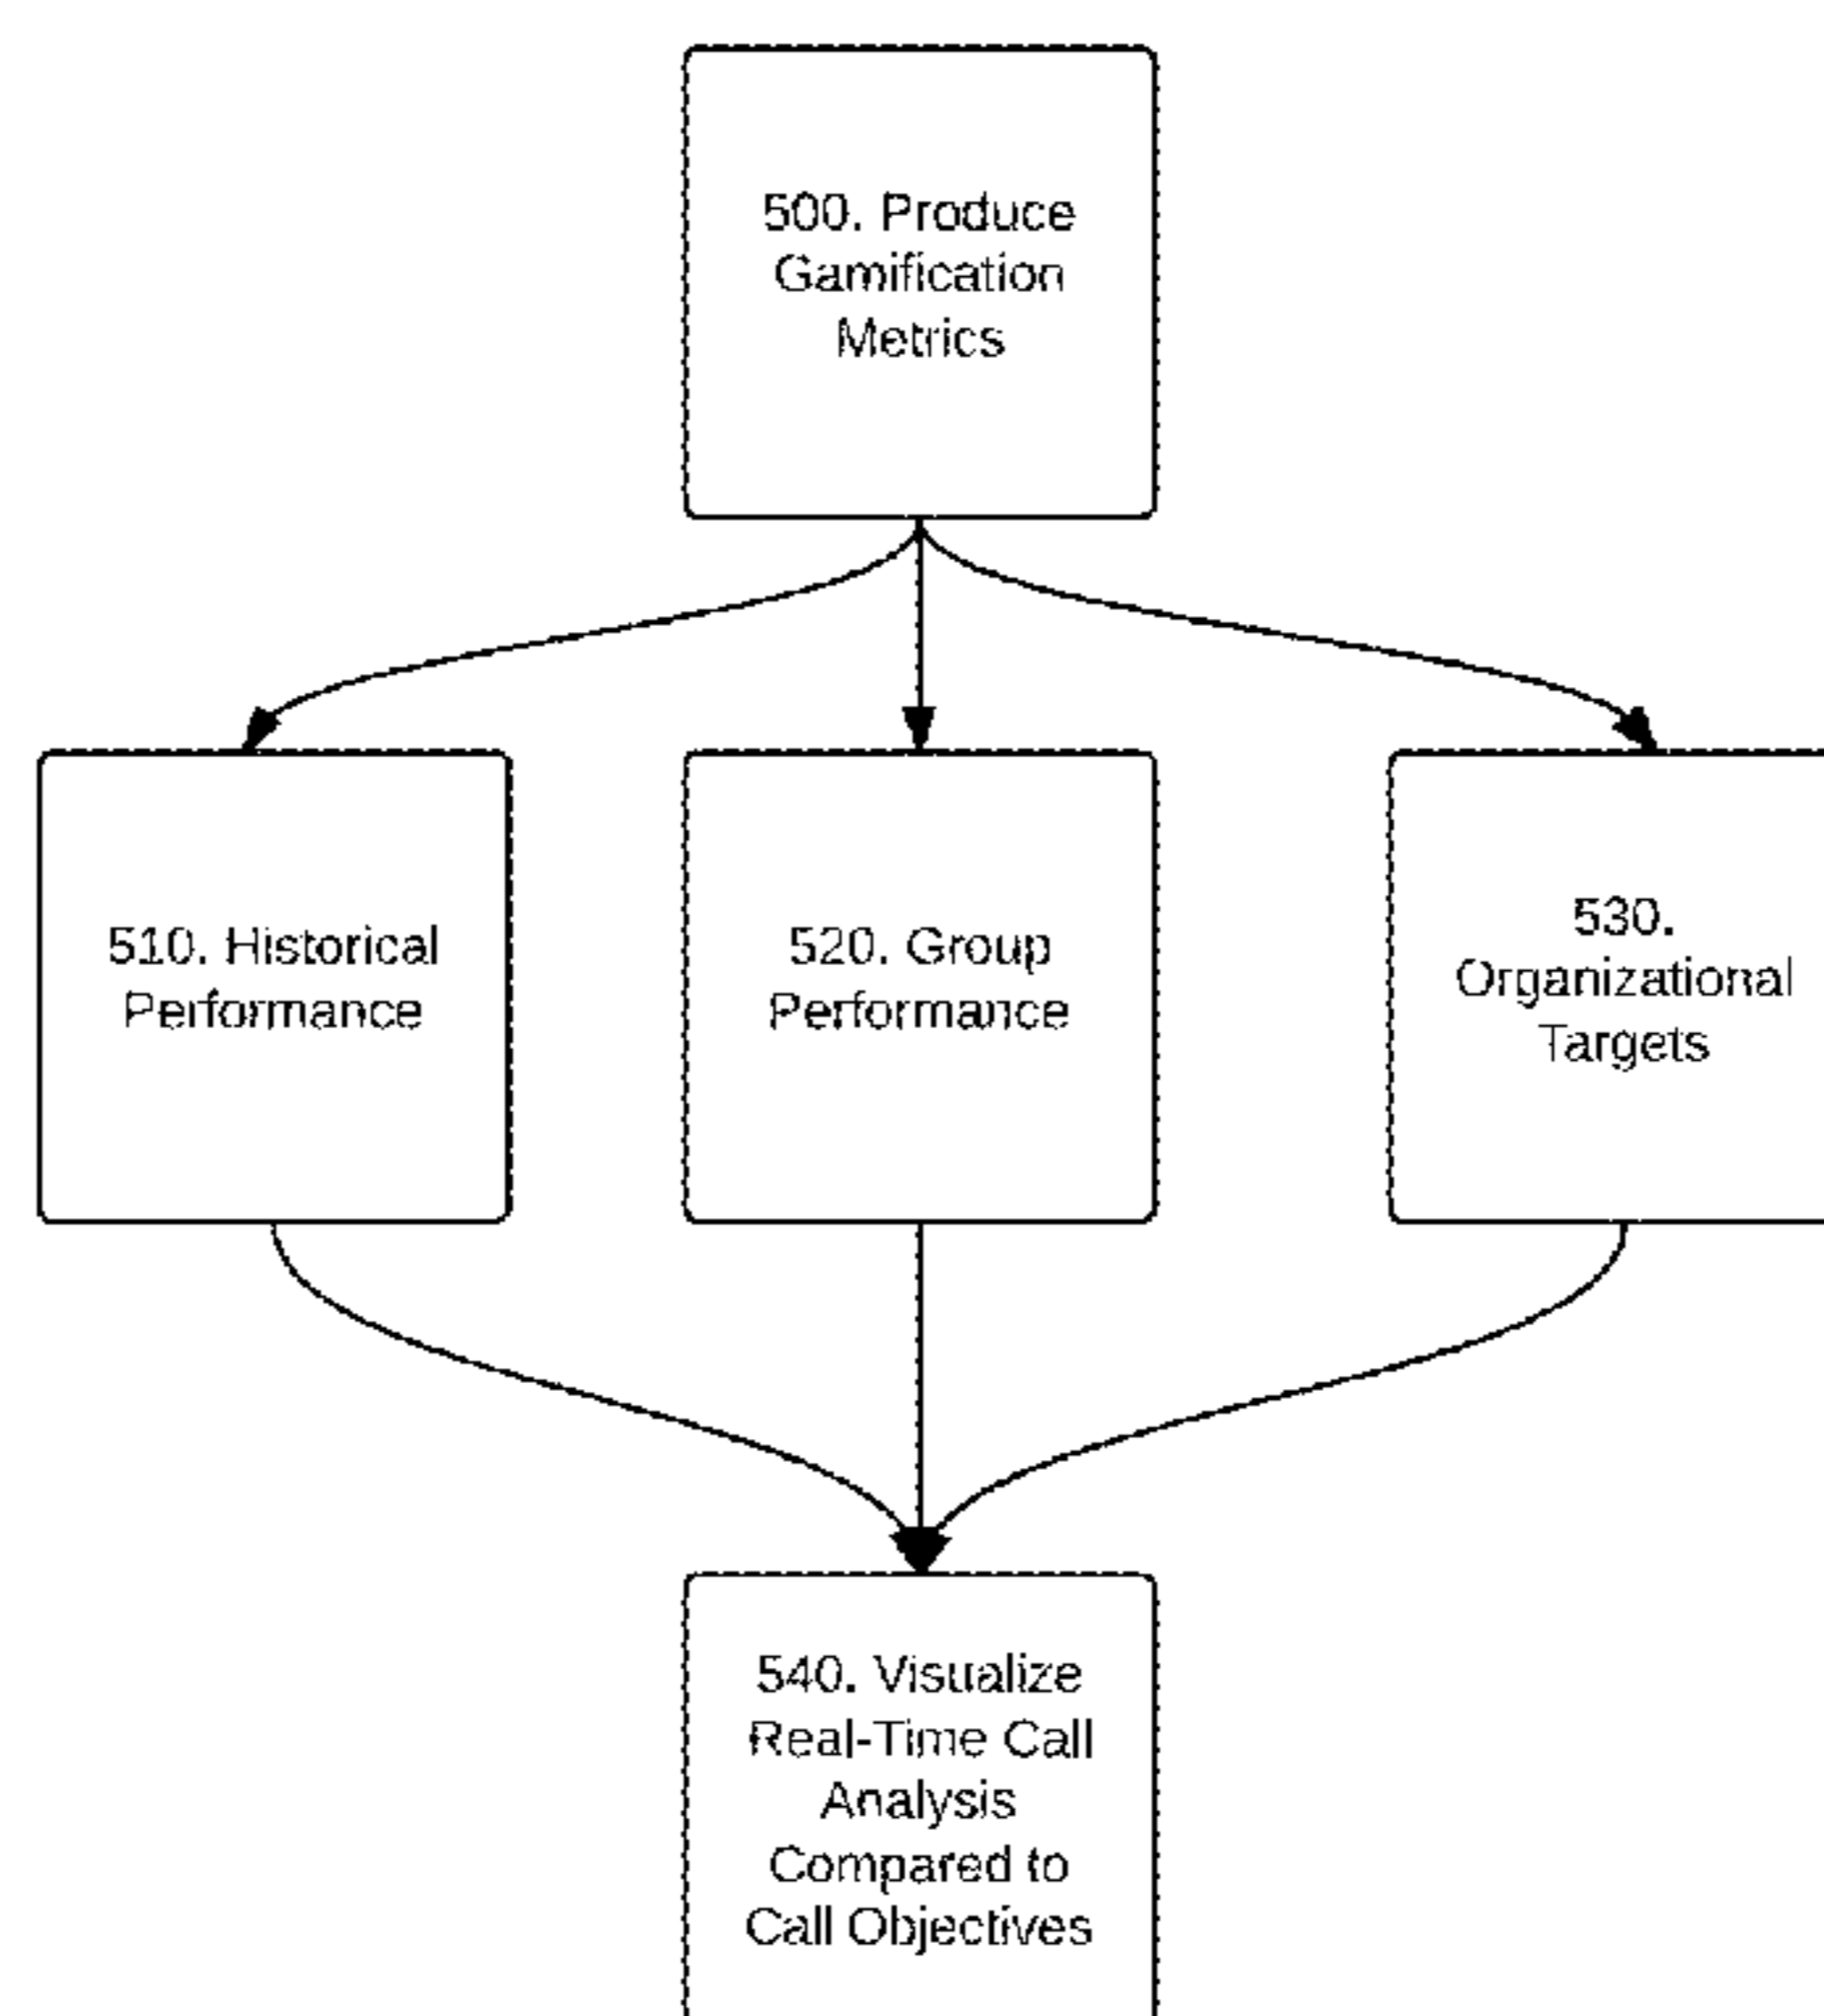 500. Produce
Gamification
Metrics
510. Historical
Performance
520. Group
Performance
530.
Organizational
Targets
540. Visualize
Real-Time Call
Analysis
Compared to
Call Objectives